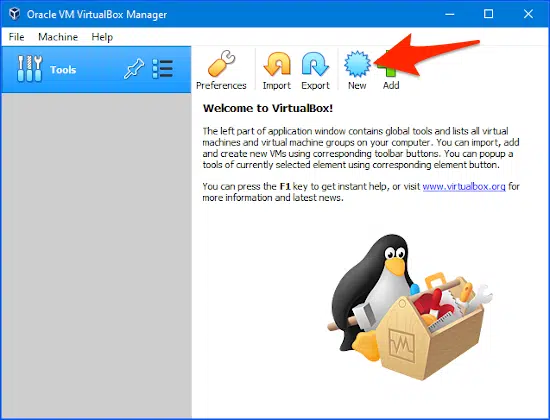 Oracle VM VirtualBox Manager
File Machine Help
Tools
Preferences Import Export New Add
Welcome to VirtualBox!
The left part of application window contains global tools and lists all virtual
machines and virtual machine groups on your computer. You can import, add
and create new VMs using corresponding toolbar buttons. You can popup a
tools of currently selected element using corresponding element button.
You can press the F1 key to get instant help, or visit www.virtualbox.org for
more information and latest news.
VM